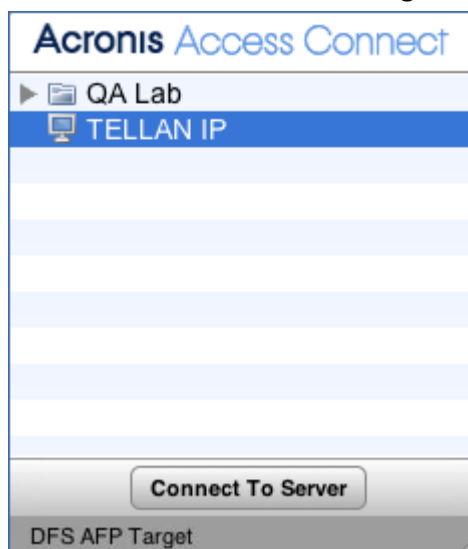 Acronis Access Connect
QA Lab
TELLAN IP
Connect To Server
DFS AFP Target